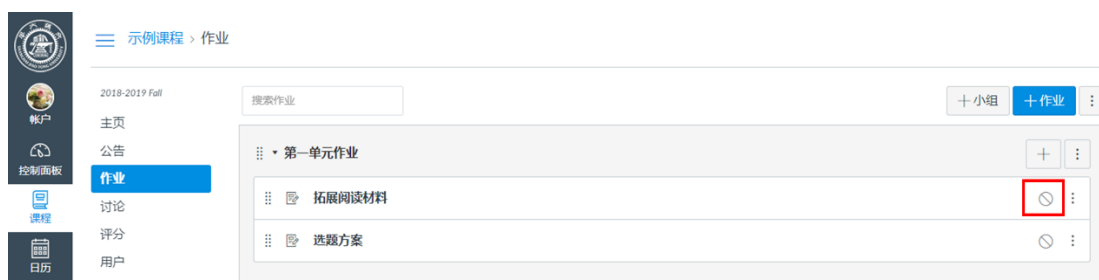 示例课程 › 作业
2018-2019 Fall
搜索作业
＋小组
＋作业
帐户
主页
公告
第一单元作业
控制面板
作业
拓展阅读材料
讨论
课程
评分
选题方案
用户
日历